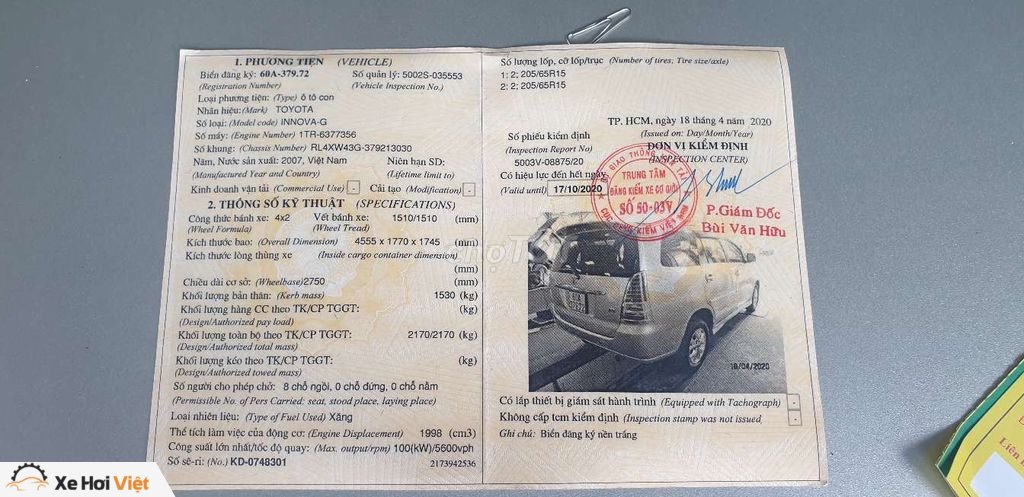 1. PHƯƠNG TIỆN (VEHICLE)
Biển đăng ký: 60A-379.72 Số quản lý: 5002S-035553
(Registration Number) (Vehicle Inspection No.)
Loại phương tiện: (Type) ô tô con
Nhãn hiệu: (Mark) TOYOTA
Số loại: (Model code) INNOVA-G
Số máy: (Engine Number) 1TR-6377356
Số khung: (Chassis Number) RL4XW43G-379213030
Năm, Nước sản xuất: 2007, Việt Nam Niên hạn SD:
(Manufactured Year and Country) (Lifetime limit to)
Kinh doanh vận tải (Commercial Use) - Cải tạo (Modification) -
2. THÔNG SỐ KỸ THUẬT (SPECIFICATIONS)
Công thức bánh xe: 4x2 Vết bánh xe: 1510/1510 (mm)
(Wheel Formula) (Wheel Tread)
Kích thước bao: (Overall Dimension) 4555 x 1770 x 1745 (mm)
Kích thước lòng thùng xe (Inside cargo container dimension)
(mm)
Chiều dài cơ sở: (Wheelbase) 2750 (mm)
Khối lượng bản thân: (Kerb mass) 1530 (kg)
Khối lượng hàng CC theo TK/CP TGGT: (kg)
(Design/Authorized pay load)
Khối lượng toàn bộ theo TK/CP TGGT: 2170/2170 (kg)
(Design/Authorized total mass)
Khối lượng kéo theo TK/CP TGGT: (kg)
(Design/Authorized towed mass)
Số người cho phép chở: 8 chỗ ngồi, 0 chỗ đứng, 0 chỗ nằm
(Permissible No. of Pers Carried: seat, stood place, laying place)
Loại nhiên liệu: (Type of Fuel Used) Xăng
Thể tích làm việc của động cơ: (Engine Displacement) 1998 (cm3)
Công suất lớn nhất/tốc độ quay: (Max. output/rpm) 100(kW)/5600vph
Số sê-ri: (No.) KD-0748301 2173942536
Số lượng lốp, cỡ lốp/trục (Number of tires; Tire size/axle)
1; 2; 205/65R15
2; 2; 205/65R15
TP. HCM, ngày 18 tháng 4 năm 2020
(Issued on: Day/Month/Year)
Số phiếu kiểm định
(Inspection Report No)
5003V-08875/20
ĐƠN VỊ KIỂM ĐỊNH
(INSPECTION CENTER)
Có hiệu lực đến hết ngày
(Valid until) 17/10/2020
BỘ GIAO THÔNG VẬN TẢI
TRUNG TÂM
ĐĂNG KIỂM XE CƠ GIỚI
SỐ 50-03V
CỤC ĐĂNG KIỂM VIỆT NAM
P.Giám Đốc
Bùi Văn Hữu
18/04/2020
Có lắp thiết bị giám sát hành trình (Equipped with Tachograph) -
Không cấp tem kiểm định (Inspection stamp was not issued) -
Ghi chú: Biển đăng ký nền trắng
Xe Hơi Việt